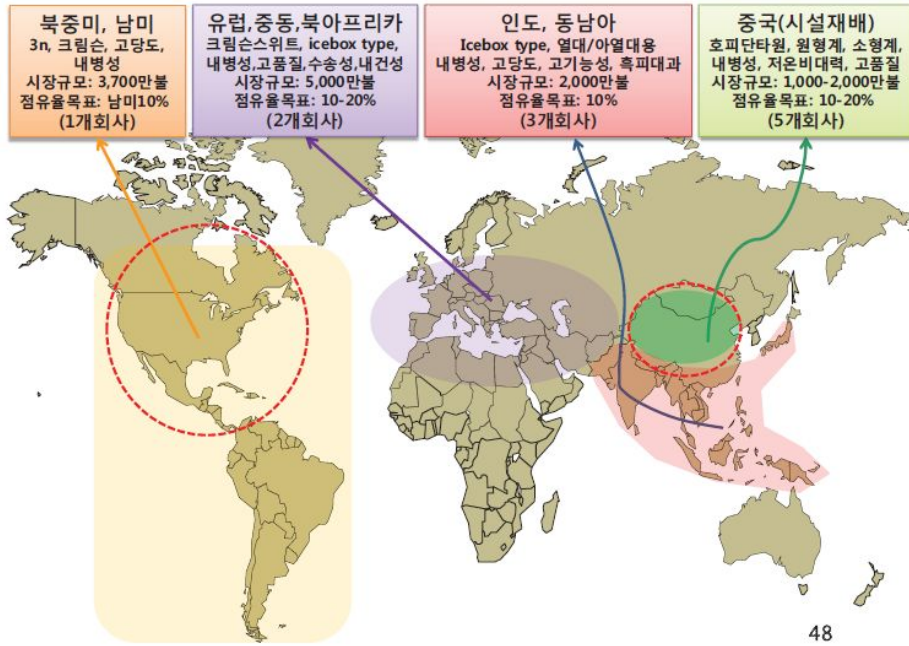 북중미, 남미
3n, 크림슨, 고당도,
내병성
시장규모: 3,700만불
점유율목표: 남미10%
(1개회사)
유럽,중동,북아프리카
크림슨스위트, icebox type,
내병성,고품질,수송성,내건성
시장규모: 5,000만불
점유율목표: 10-20%
(2개회사)
인도, 동남아
Icebox type, 열대/아열대용
내병성, 고당도, 고기능성, 흑피대과
시장규모: 2,000만불
점유율목표: 10%
(3개회사)
중국(시설재배)
호피단타원, 원형계, 소형계,
내병성, 저온비대력, 고품질
시장규모: 1,000-2,000만불
점유율목표: 10-20%
(5개회사)
48